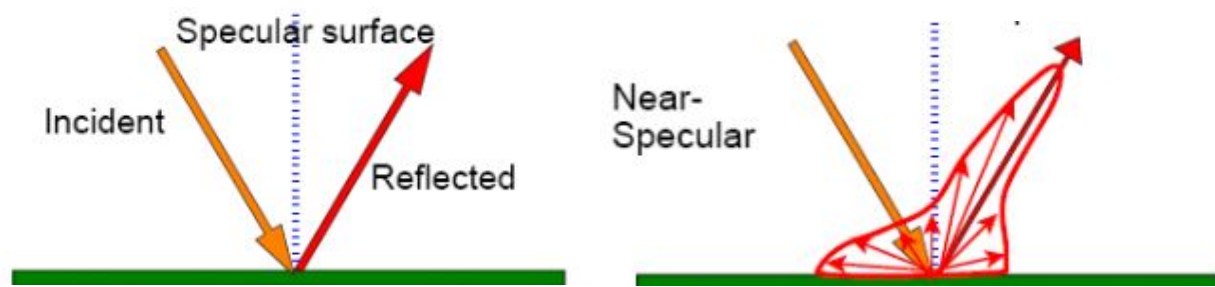 Specular surface
Incident
Reflected
Near-
Specular